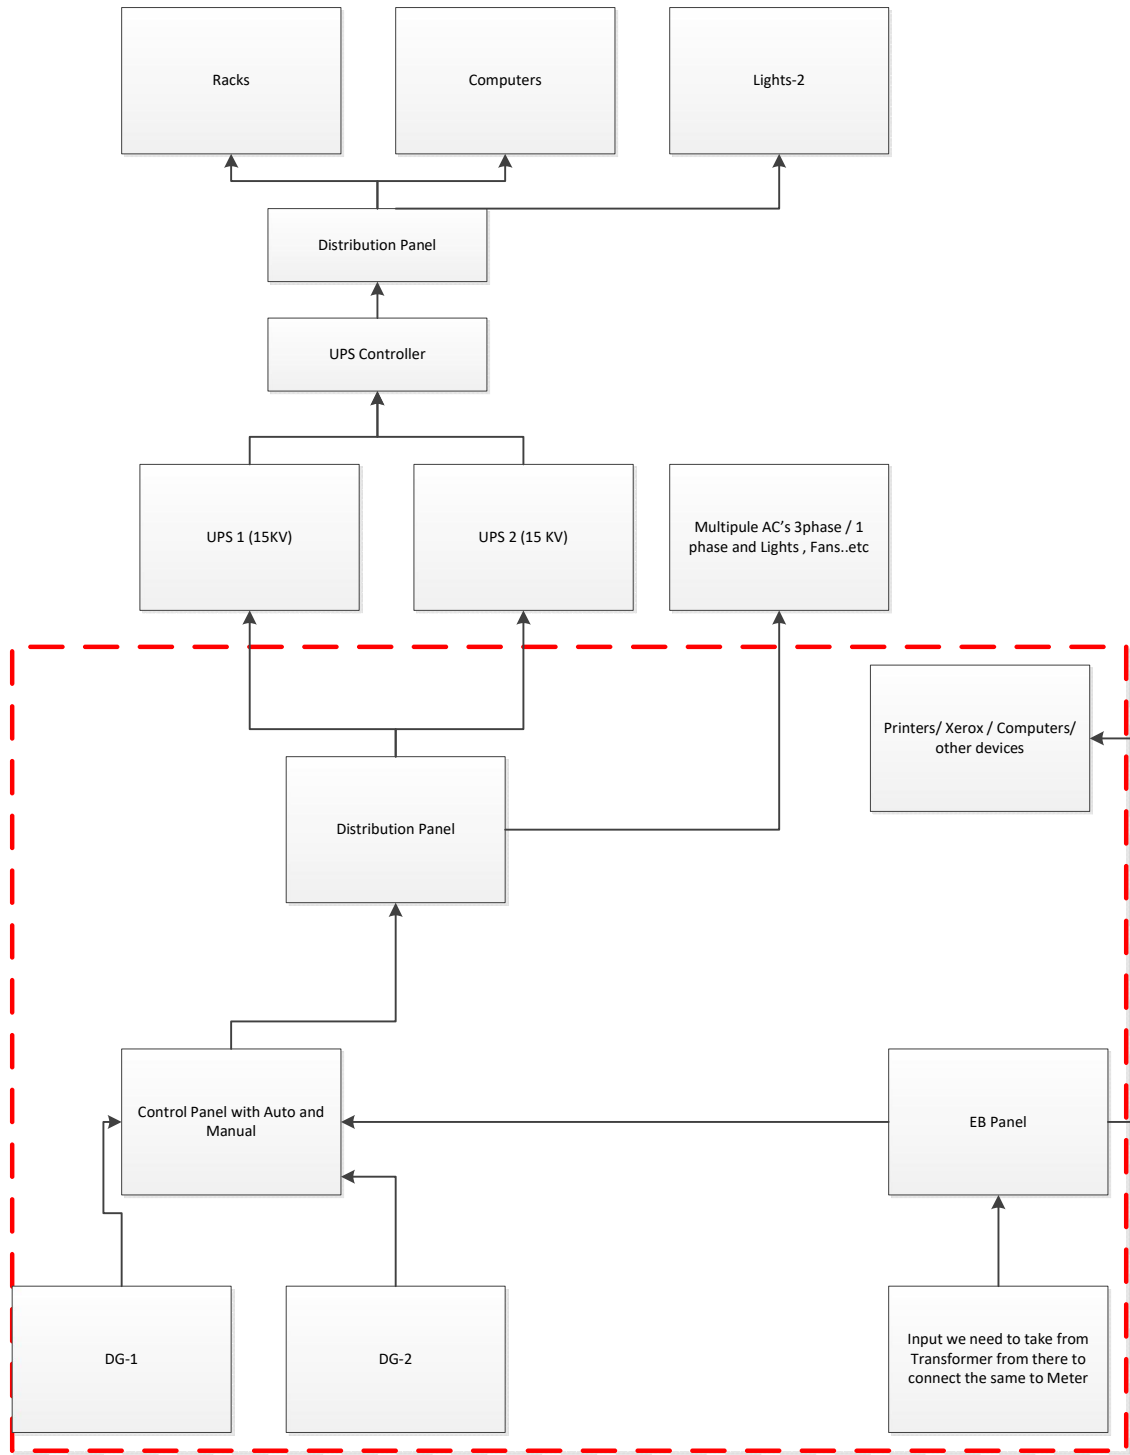 Racks
Computers
Lights-2
Distribution Panel
UPS Controller
UPS 1 (15KV)
UPS 2 (15 KV)
Multipule AC’s 3phase / 1
phase and Lights , Fans..etc
Printers/ Xerox / Computers/
other devices
Distribution Panel
Control Panel with Auto and
Manual
EB Panel
DG-1
DG-2
Input we need to take from
Transformer from there to
connect the same to Meter